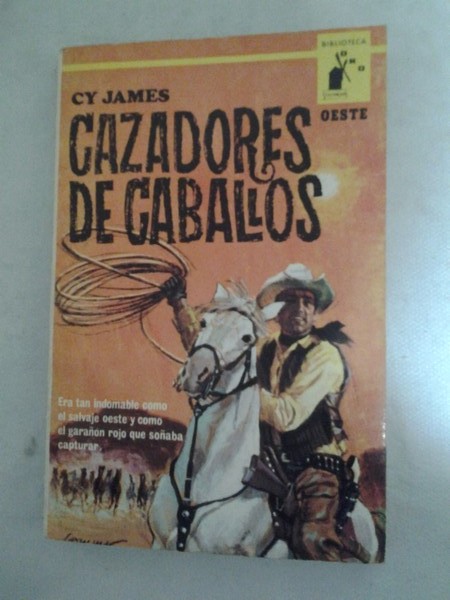 BIBLIOTECA
ORO
OESTE
CY JAMES
CAZADORES
DE CABALLOS
Era tan indomable como
el salvaje oeste y como
el garañón rojo que soñaba
capturar.